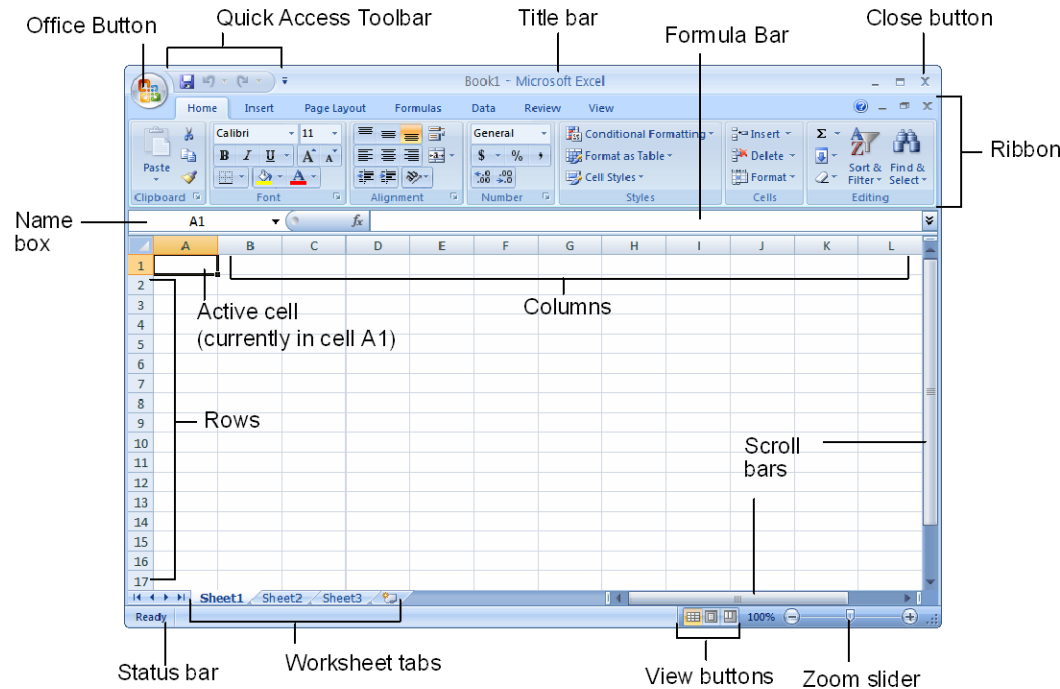 Office Button
Quick Access Toolbar
Title bar
Formula Bar
Close button
Book1 - Microsoft Excel
Home Insert Page Layout Formulas Data Review View
Calibri 11 General Conditional Formatting Insert Σ
Paste B I U A A $ % , Format as Table Delete Sort & Find &
A .0 .00 .00 .0 Cell Styles Format Filter Select
Clipboard Font Alignment Number Styles Cells Editing
Ribbon
Name
box
A1 fx
A B C D E F G H I J K L
1
2
3
4
5
6
7
8
9
10
11
12
13
14
15
16
17
Active cell
(currently in cell A1)
Columns
Rows
Scroll
bars
Sheet1 Sheet2 Sheet3
Ready 100%
Status bar
Worksheet tabs
View buttons
Zoom slider